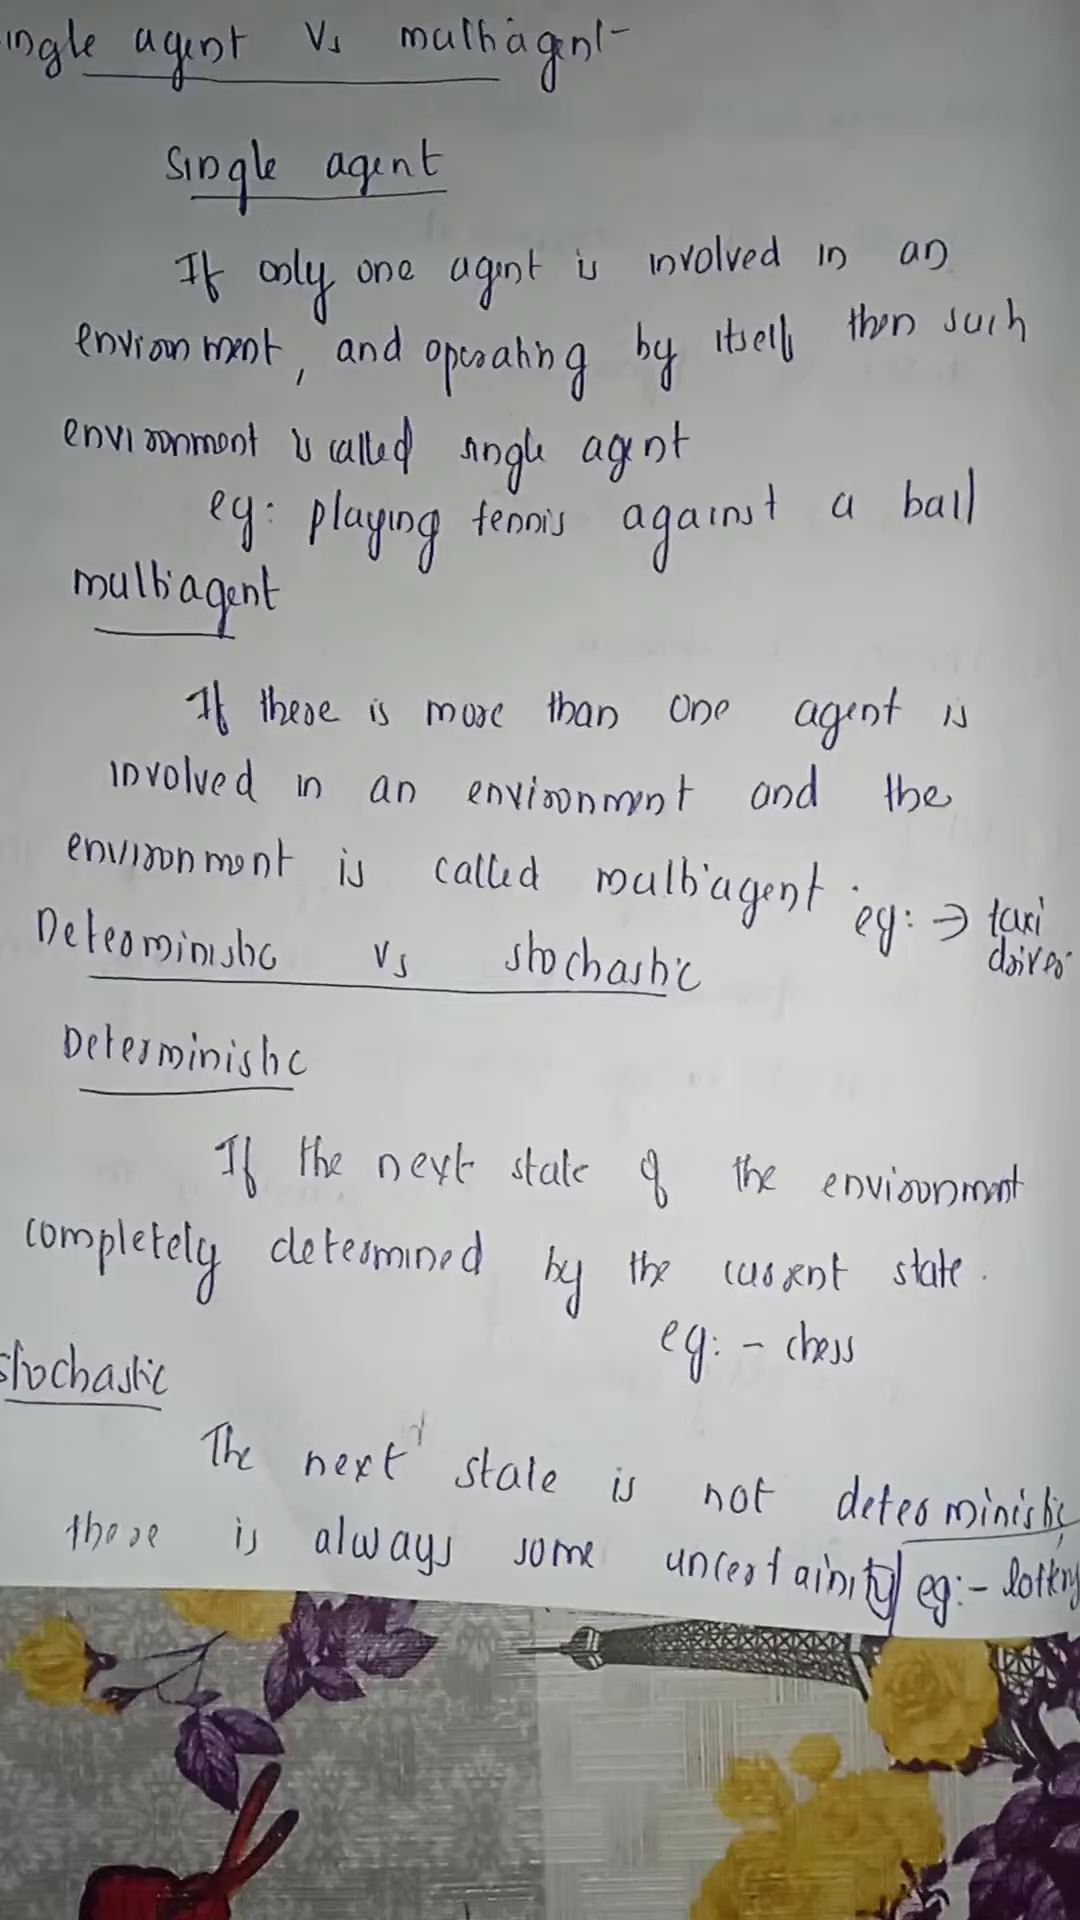 ingle agent Vs multiagent
Single agent
If only one agent is involved in an
environment, and operating by itself then such
environment is called single agent
eg: playing tennis against a ball
multiagent
If there is more than one agent is
involved in an environment and the
environment is called multiagent eg: → taxi
driver
Deterministic Vs stochastic
Deterministic
If the next state of the environment
completely determined by the current state.
eg: - chess
stochastic
The next state is not deterministic,
there is always some uncertainity eg:- lottery